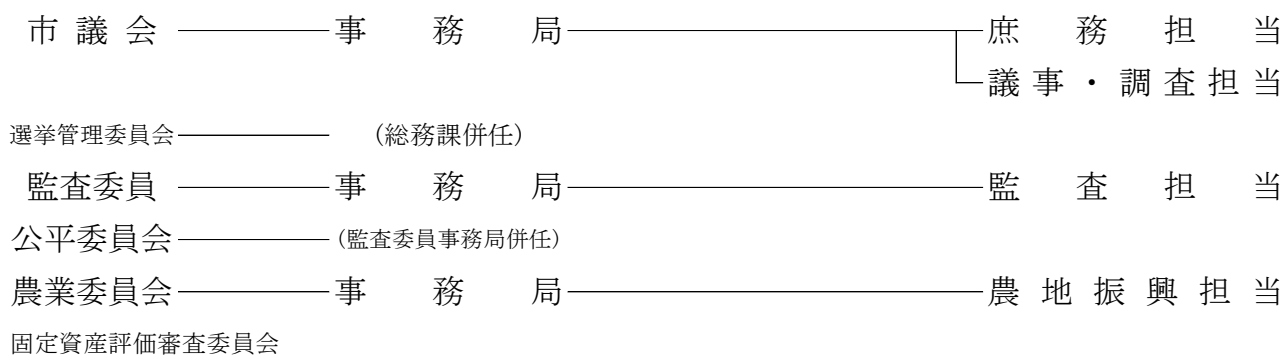 市議会 事務局 庶務担当
議事・調査担当
選挙管理委員会 (総務課併任)
監査委員 事務局 監査担当
公平委員会 (監査委員事務局併任)
農業委員会 事務局 農地振興担当
固定資産評価審査委員会